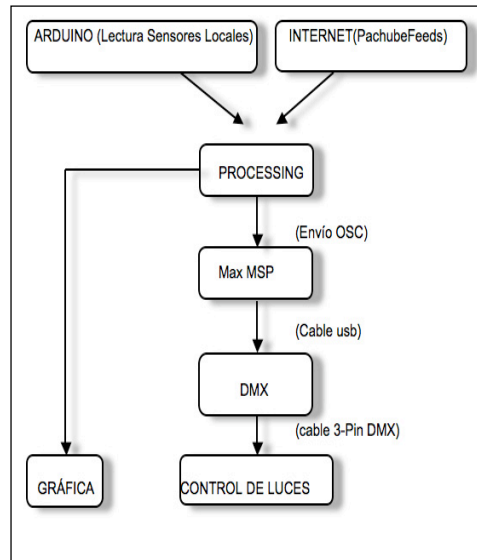 ARDUINO (Lectura Sensores Locales)
INTERNET(PachubeFeeds)
PROCESSING
(Envío OSC)
Max MSP
(Cable usb)
DMX
(cable 3-Pin DMX)
GRÁFICA
CONTROL DE LUCES